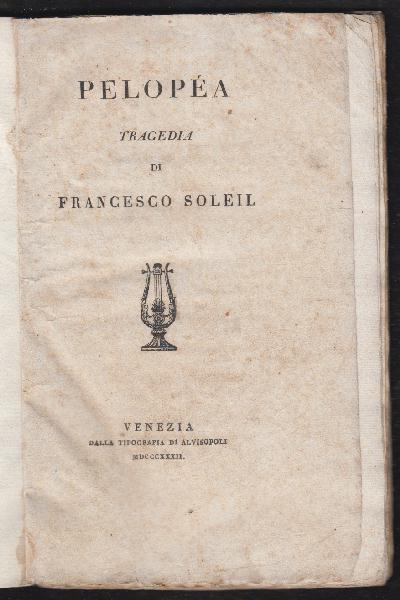 PELOPÉA
TRAGEDIA
DI
FRANCESCO SOLEIL
VENEZIA
DALLA TIPOGRAFIA DI ALVISOPOLI
MDCCCXXXII.